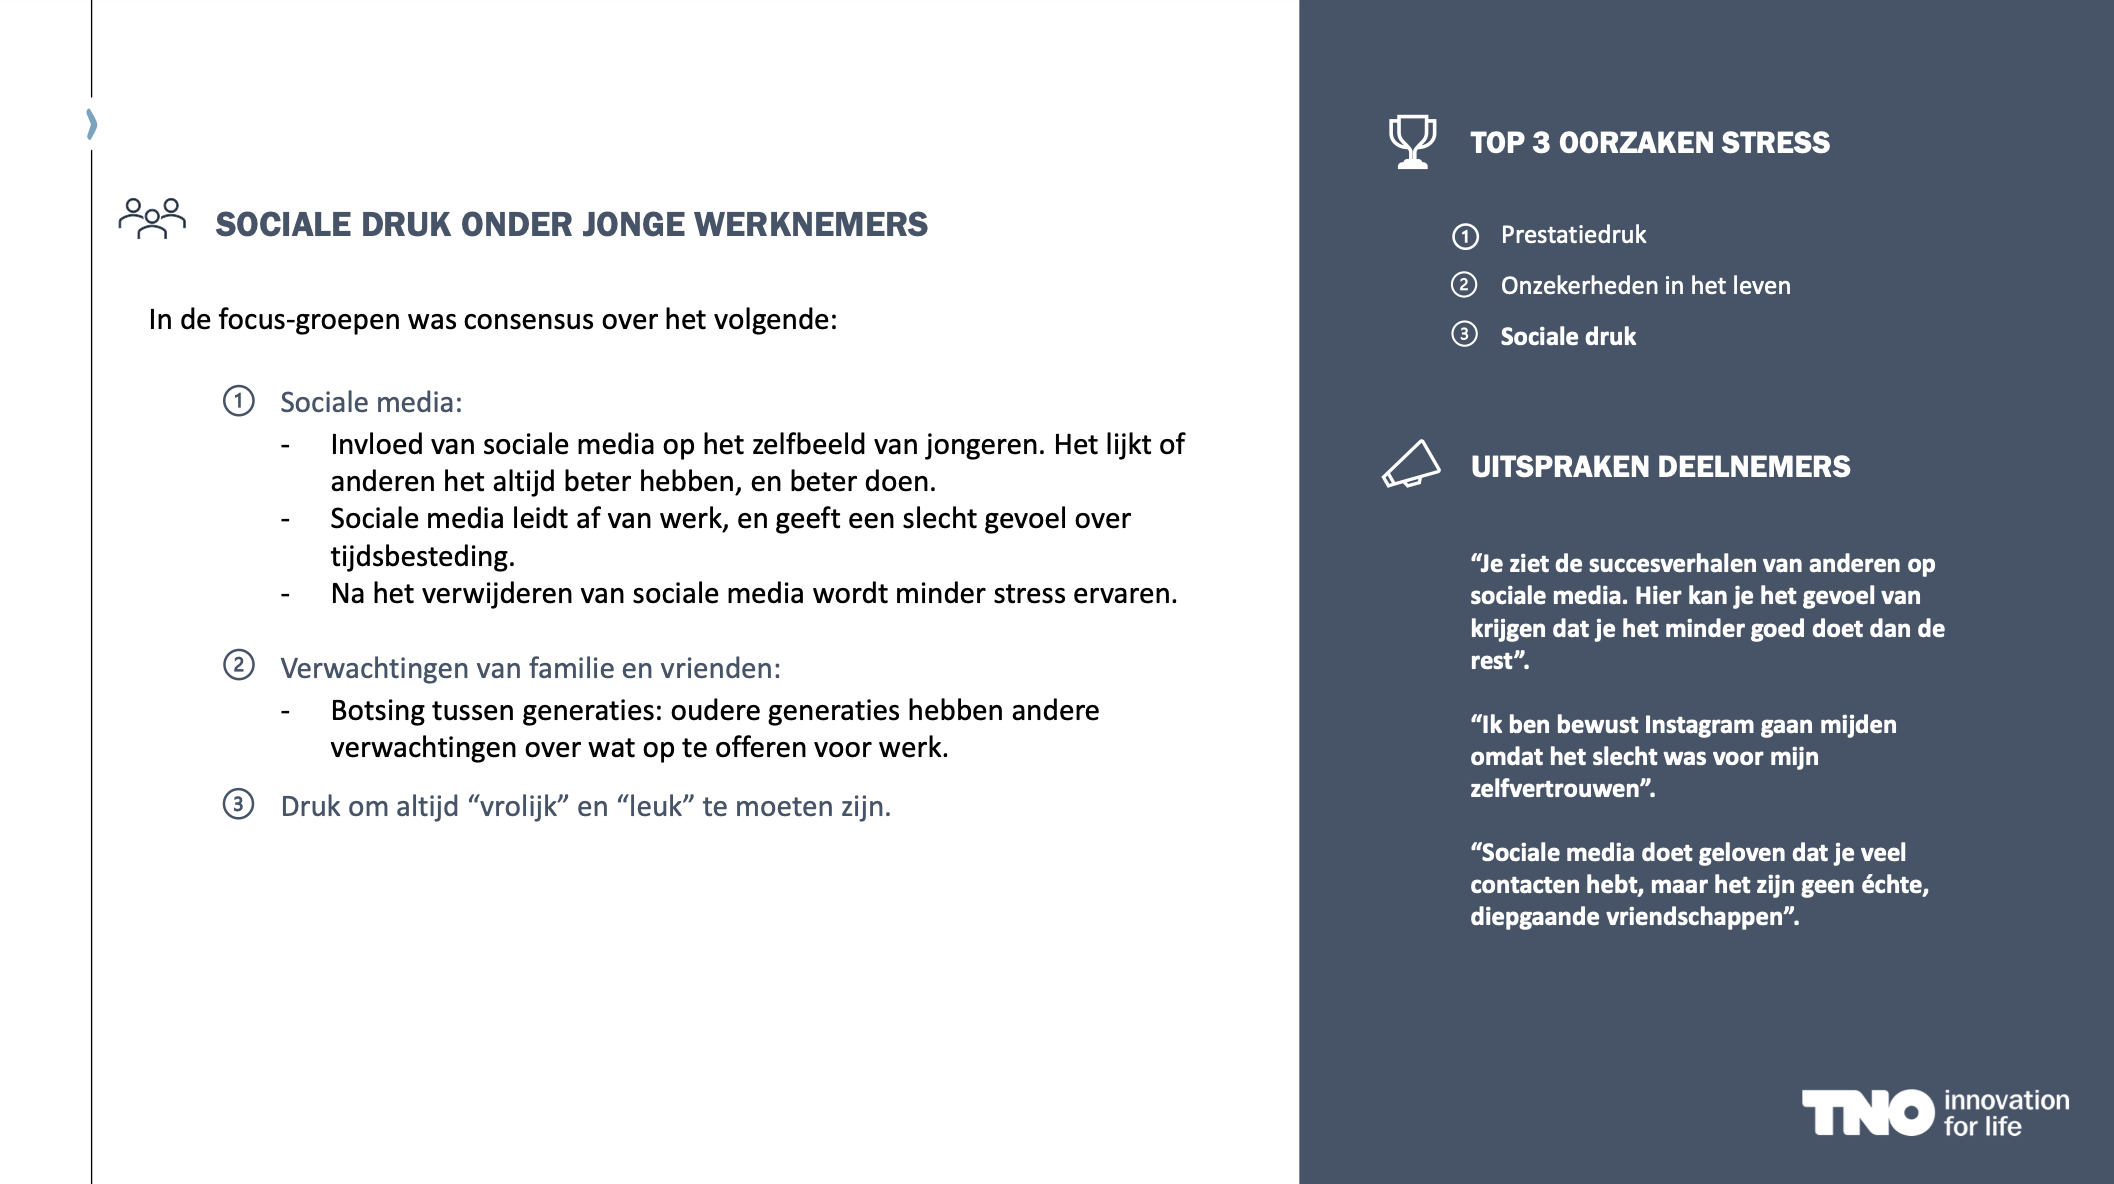 SOCIALE DRUK ONDER JONGE WERKNEMERS
In de focus-groepen was consensus over het volgende:
1 Sociale media:
- Invloed van sociale media op het zelfbeeld van jongeren. Het lijkt of
anderen het altijd beter hebben, en beter doen.
- Sociale media leidt af van werk, en geeft een slecht gevoel over
tijdsbesteding.
- Na het verwijderen van sociale media wordt minder stress ervaren.
2 Verwachtingen van familie en vrienden:
- Botsing tussen generaties: oudere generaties hebben andere
verwachtingen over wat op te offeren voor werk.
3 Druk om altijd “vrolijk” en “leuk” te moeten zijn.
TOP 3 OORZAKEN STRESS
1 Prestatiedruk
2 Onzekerheden in het leven
3 Sociale druk
UITSPRAKEN DEELNEMERS
“Je ziet de succesverhalen van anderen op
sociale media. Hier kan je het gevoel van
krijgen dat je het minder goed doet dan de
rest”.
“Ik ben bewust Instagram gaan mijden
omdat het slecht was voor mijn
zelfvertrouwen”.
“Sociale media doet geloven dat je veel
contacten hebt, maar het zijn geen échte,
diepgaande vriendschappen”.
TNO innovation
for life